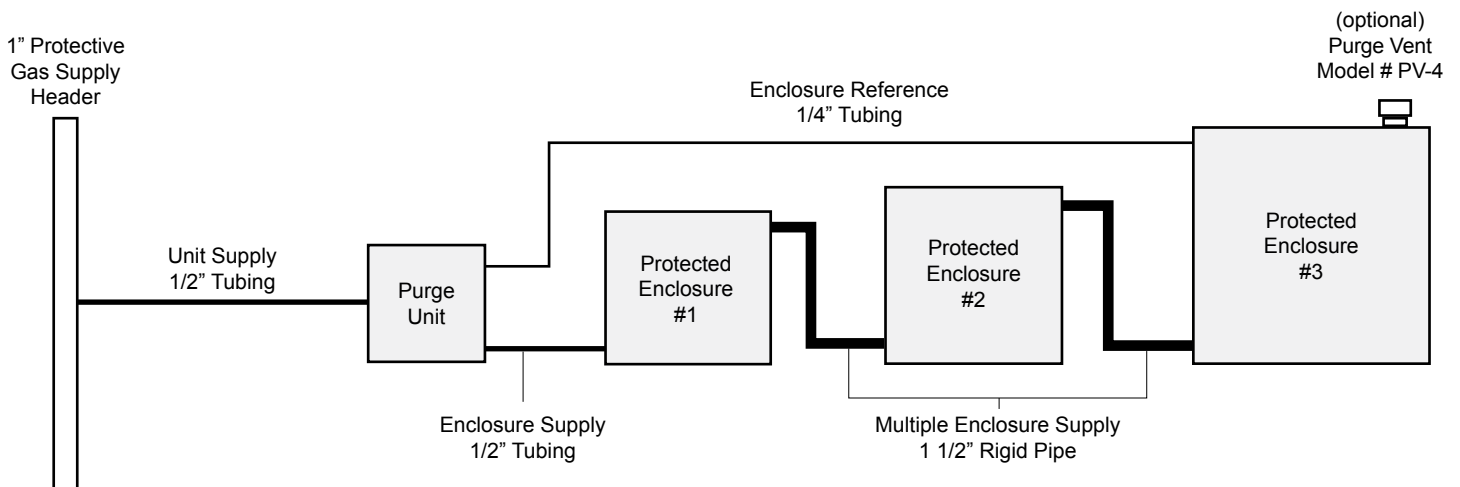 1” Protective
Gas Supply
Header
(optional)
Purge Vent
Model # PV-4
Enclosure Reference
1/4” Tubing
Unit Supply
1/2” Tubing
Purge
Unit
Protected
Enclosure
#1
Protected
Enclosure
#2
Protected
Enclosure
#3
Enclosure Supply
1/2” Tubing
Multiple Enclosure Supply
1 1/2” Rigid Pipe